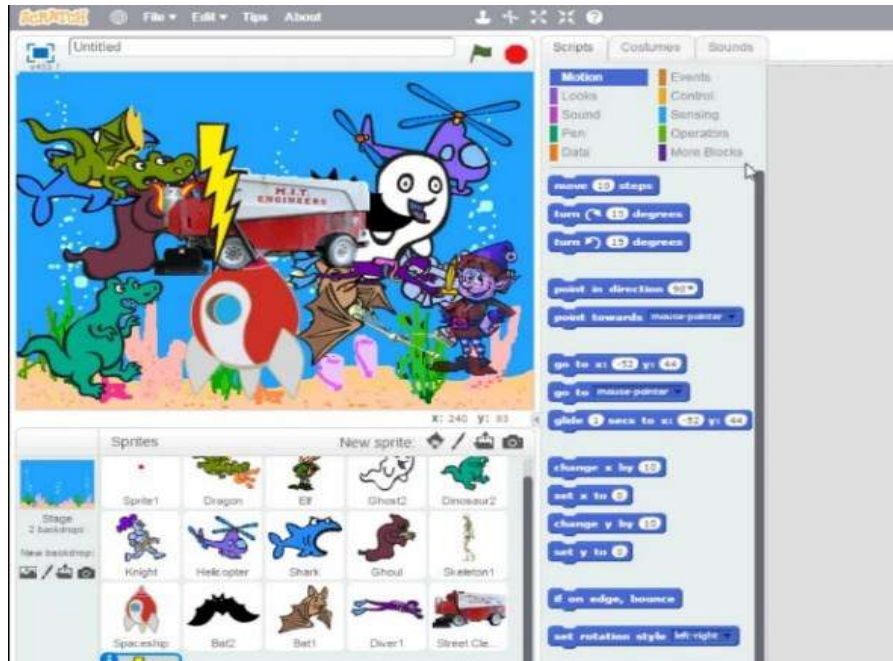 SCRATCH File Edit Tips About
Untitled
v453.1
Scripts Costumes Sounds
Motion Events
Looks Control
Sound Sensing
Pen Operators
Data More Blocks
M.I.T.
ENGINEERS
move 10 steps
turn 15 degrees
turn 15 degrees
point in direction 90
point towards mouse-pointer
go to x: -52 y: 44
go to mouse-pointer
glide 1 secs to x: -52 y: 44
change x by 10
set x to 0
change y by 10
set y to 0
if on edge, bounce
set rotation style left-right
x: 240 y: 83
Sprites New sprite:
Stage
2 backdrops
New backdrop:
Sprite1 Dragon Elf Ghost2 Dinosaur2
Knight Helicopter Shark Ghoul Skeleton1
Spaceship Bat2 Bat1 Diver1 Street Cle...